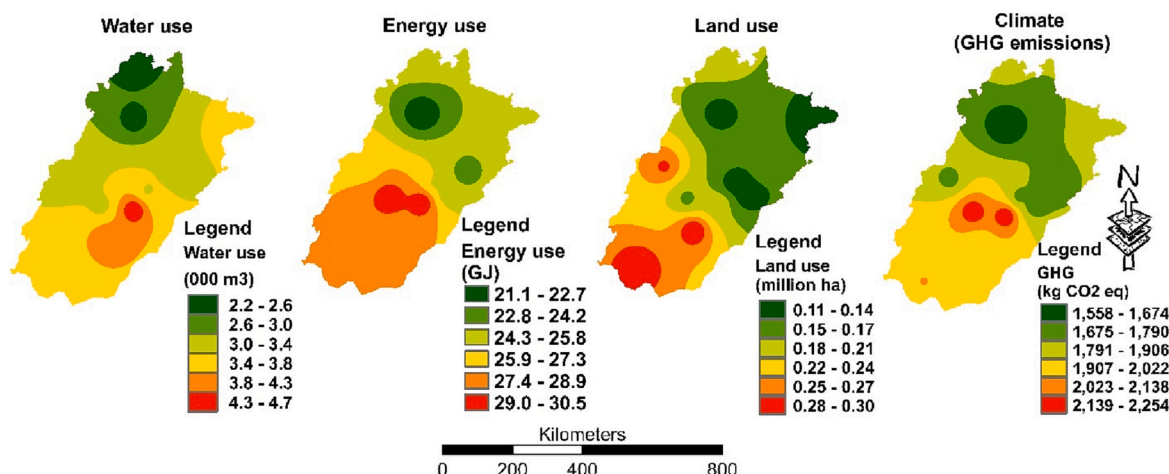 Water use
Energy use
Land use
Climate
(GHG emissions)
Legend
Water use
(000 m3)
2.2 - 2.6
2.6 - 3.0
3.0 - 3.4
3.4 - 3.8
3.8 - 4.3
4.3 - 4.7
Legend
Energy use
(GJ)
21.1 - 22.7
22.8 - 24.2
24.3 - 25.8
25.9 - 27.3
27.4 - 28.9
29.0 - 30.5
Legend
Land use
(million ha)
0.11 - 0.14
0.15 - 0.17
0.18 - 0.21
0.22 - 0.24
0.25 - 0.27
0.28 - 0.30
N
Legend
GHG
(kg CO2 eq)
1,558 - 1,674
1,675 - 1,790
1,791 - 1,906
1,907 - 2,022
2,023 - 2,138
2,139 - 2,254
Kilometers
0 200 400 800